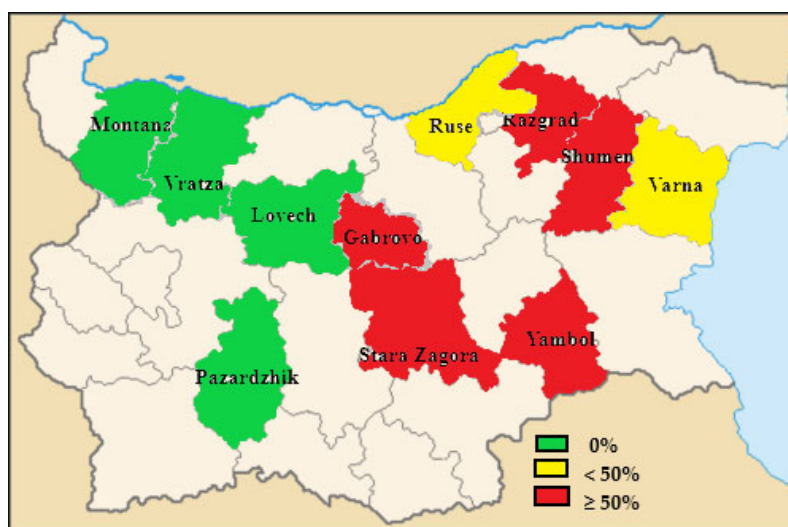 Montana
Vratza
Lovech
Gabrovo
Ruse
Razgrad
Shumen
Varna
Stara Zagora
Yambol
Pazardzhik
0%
< 50%
≥ 50%